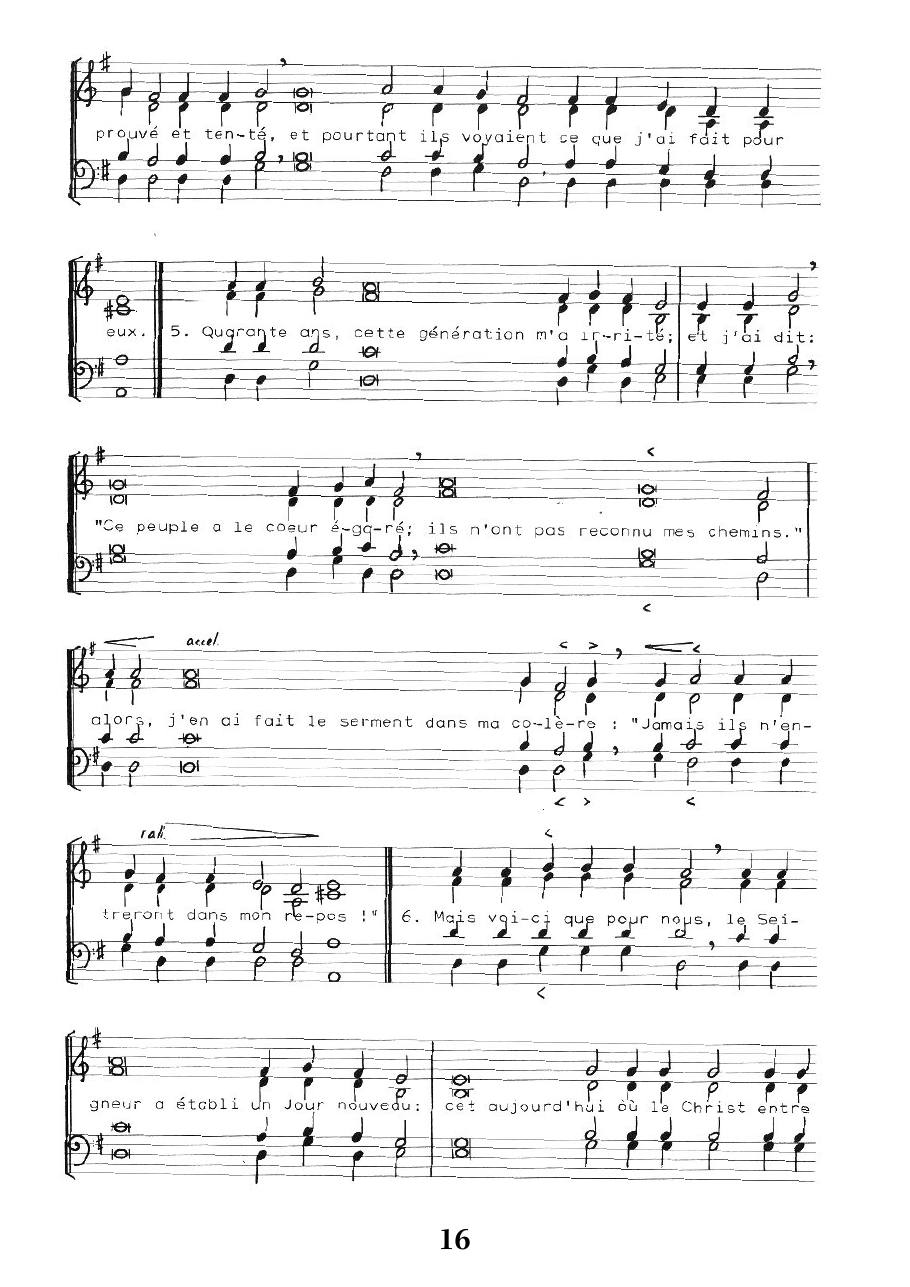 prouvé et ten-té, et pourtant ils voyaient ce que j'ai fait pour
eux. 5. Quarante ans, cette génération m'a ir-ri-té; et j'ai dit:
"Ce peuple a le coeur é-ga-ré; ils n'ont pas reconnu mes chemins."
accel.
alors, j'en ai fait le serment dans ma co-lè-re : "Jamais ils n'en-
rall.
treront dans mon re-pos !" 6. Mais voi-ci que pour nous, le Sei-
gneur a établi un Jour nouveau: cet aujourd'hui où le Christ entre
16